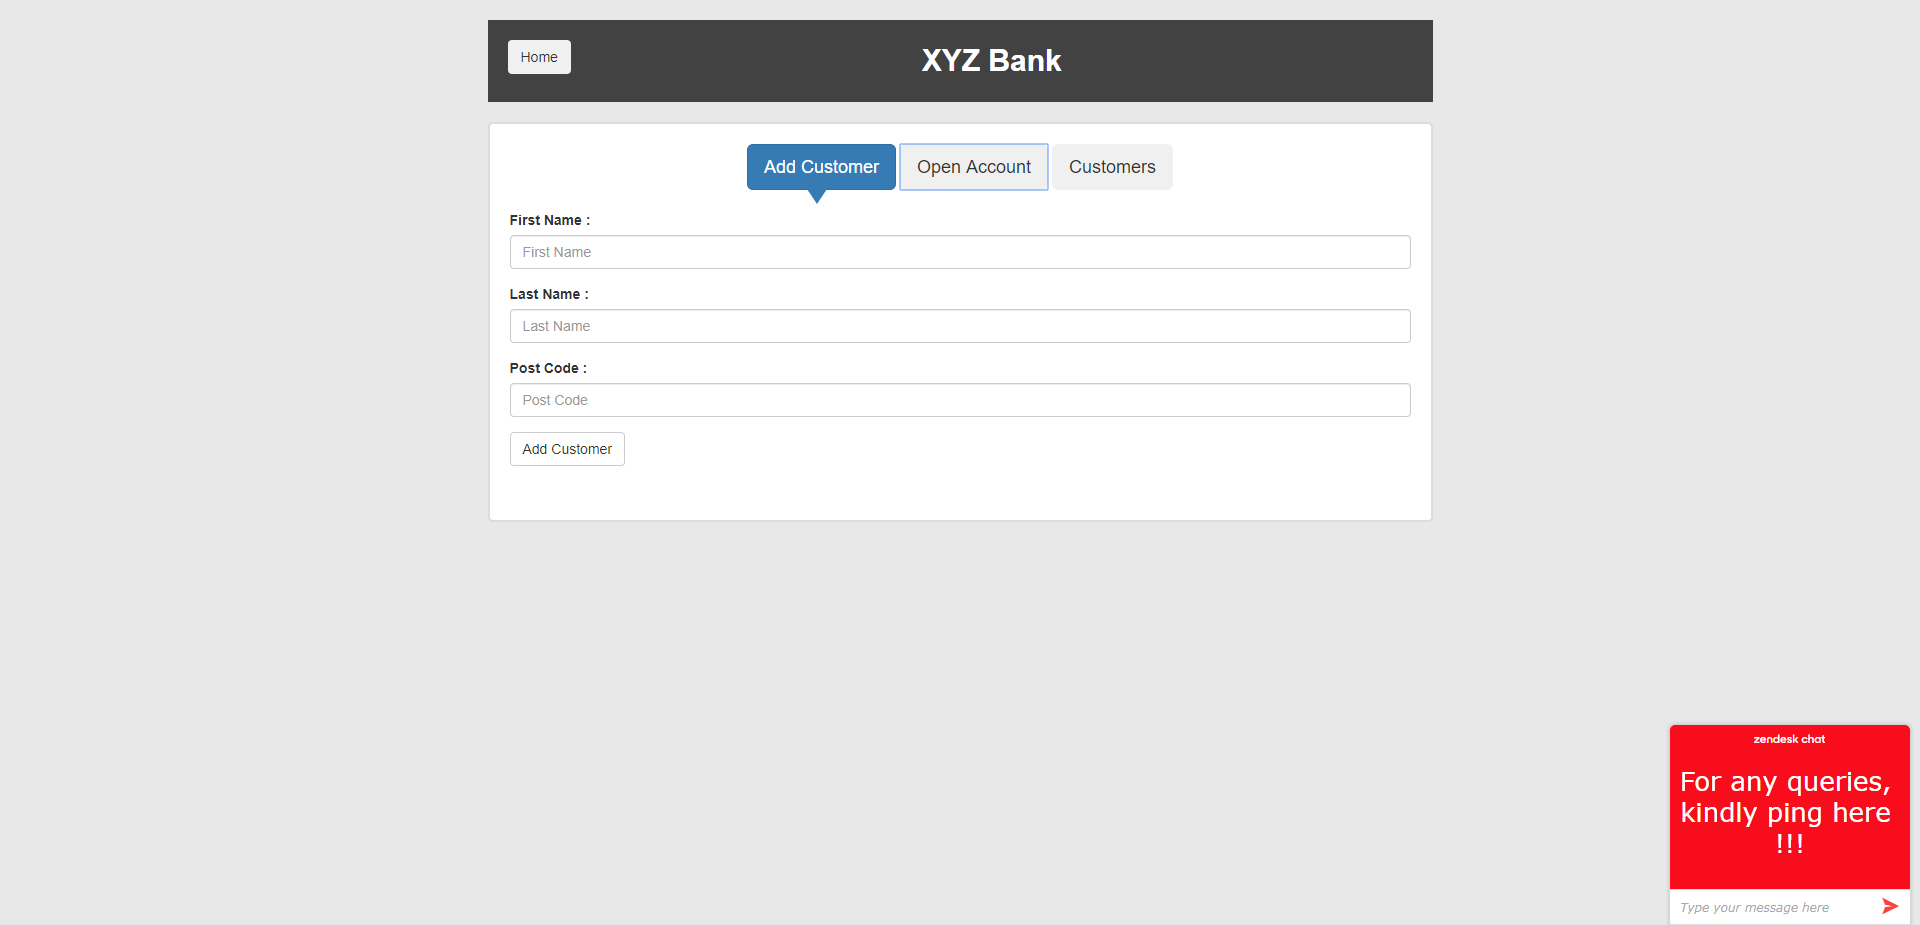 Home
XYZ Bank
Add Customer
Open Account
Customers
First Name :
First Name
Last Name :
Last Name
Post Code :
Post Code
Add Customer
zendesk chat
For any queries,
kindly ping here
!!!
Type your message here